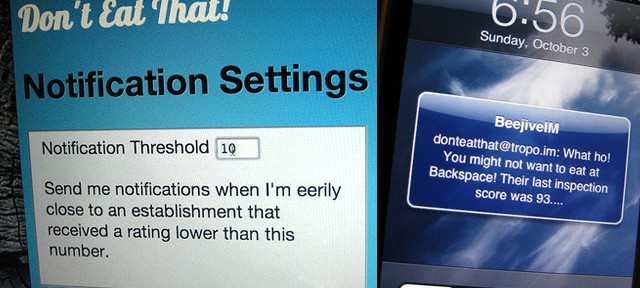 Don't Eat That!
Notification Settings
Notification Threshold 10
Send me notifications when I'm eerily
close to an establishment that
received a rating lower than this
number.
6:56
Sunday, October 3
BeejiveIM
donteatthat@tropo.im: What ho!
You might not want to eat at
Backspace! Their last inspection
score was 93....